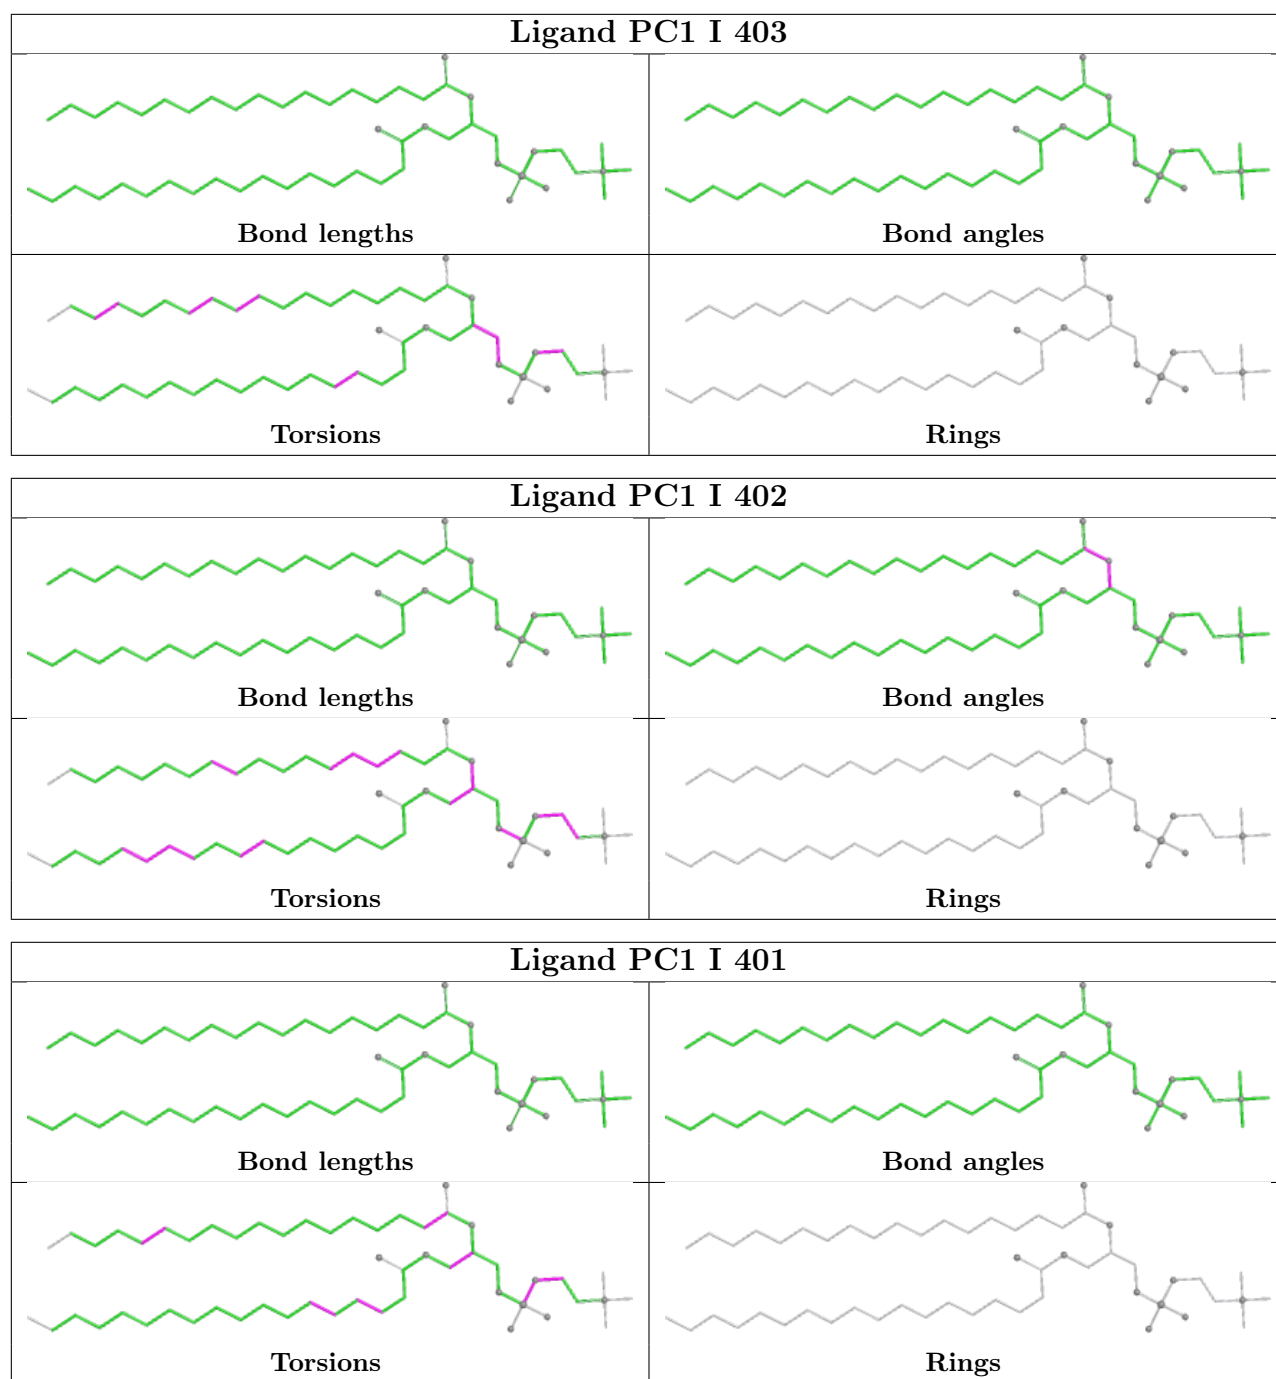 Ligand PC1 I 403
Bond lengths
Bond angles
Torsions
Rings
Ligand PC1 I 402
Bond lengths
Bond angles
Torsions
Rings
Ligand PC1 I 401
Bond lengths
Bond angles
Torsions
Rings